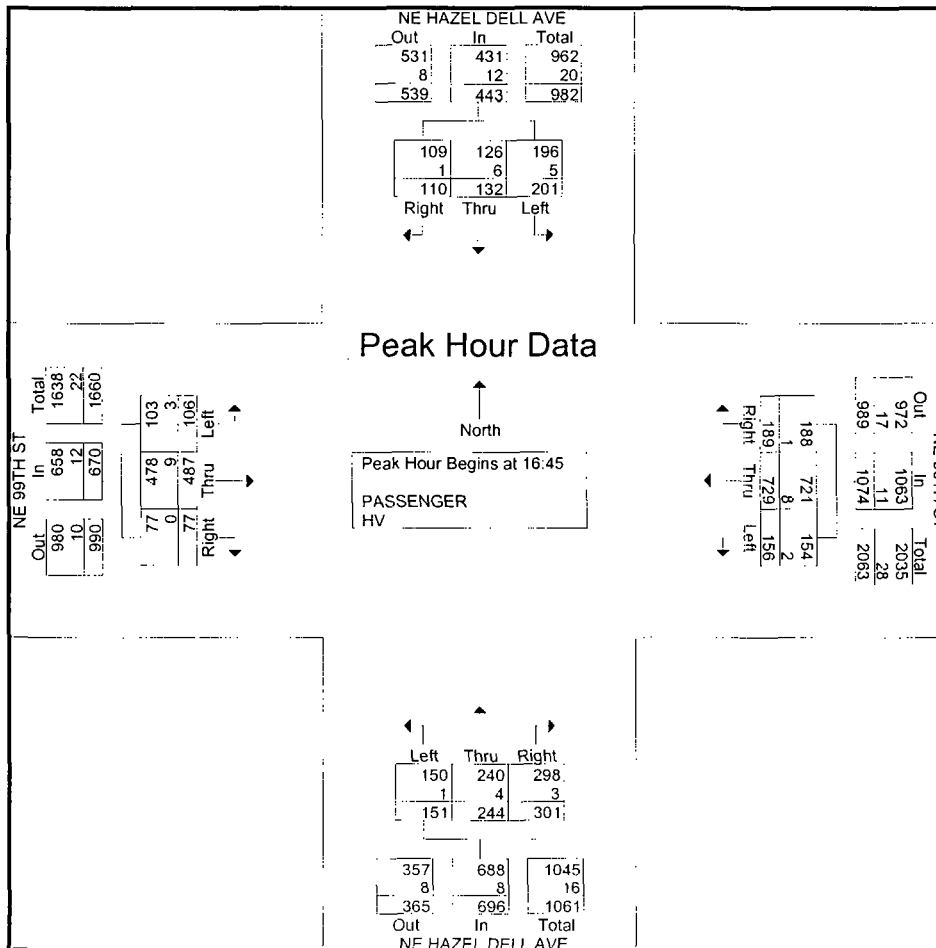 NE HAZEL DELL AVE
Out In Total
531 431 962
8 12 20
539 443 982
109 126 196
1 6 5
110 132 201
Right Thru Left
Peak Hour Data
North
Peak Hour Begins at 16:45
PASSENGER
HV
NE 99TH ST
Total In Out
1638 658 980
22 12 10
1660 670 990
103 478 77
3 9 0
106 487 77
Left Thru Right
Out In Total
972 1063 2035
17 11 28
989 1074 2063
188 721 154
1 8 2
189 729 156
Right Thru Left
Left Thru Right
150 240 298
1 4 3
151 244 301
357 688 1045
8 8 16
365 696 1061
Out In Total
NE HAZEL DELL AVE